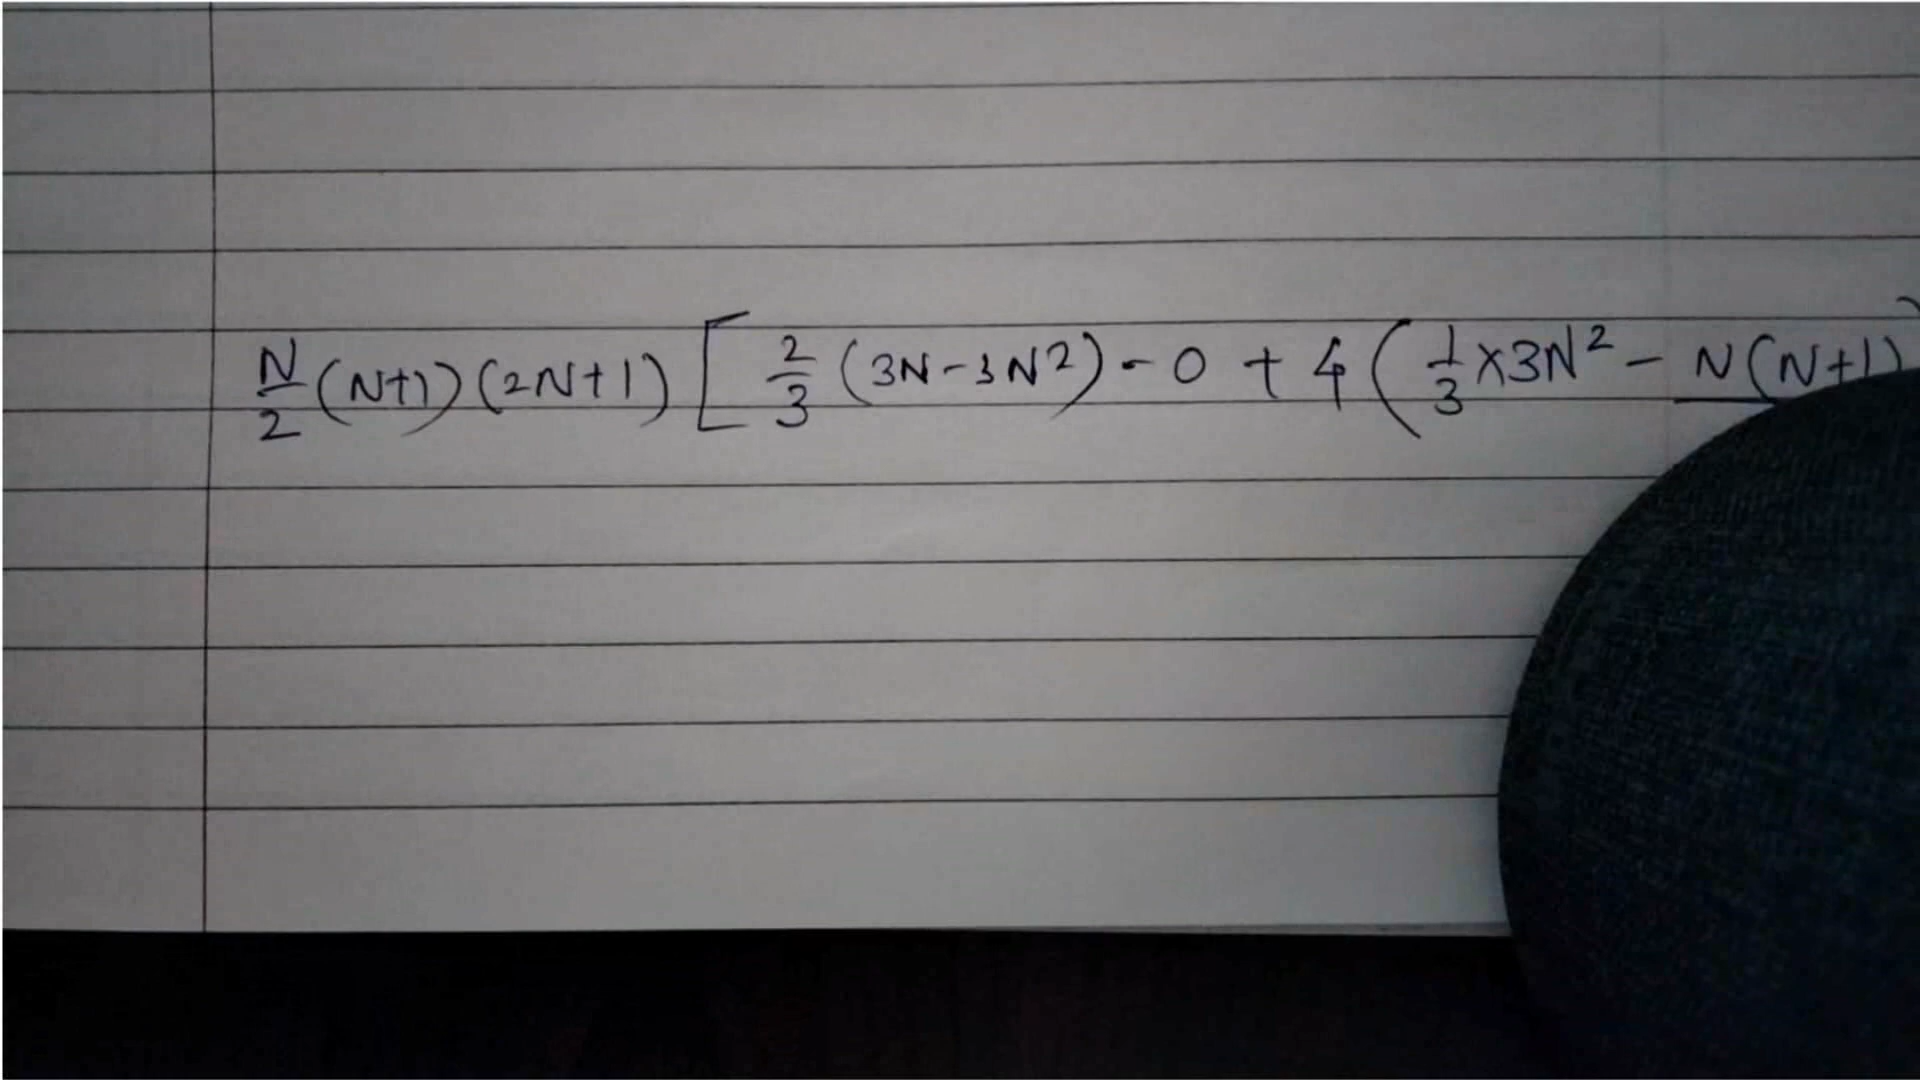 N/2 (N+1) (2N+1) [ 2/3 (3N-3N²) - 0 + 4 ( 1/3 x 3N² - N(N+1)